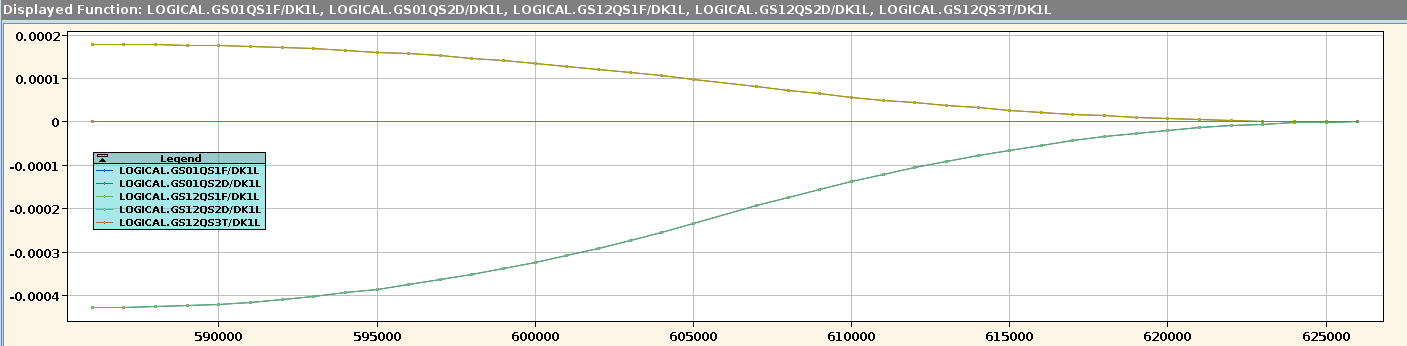 Displayed Function: LOGICAL.GS01QS1F/DK1L, LOGICAL.GS01QS2D/DK1L, LOGICAL.GS12QS1F/DK1L, LOGICAL.GS12QS2D/DK1L, LOGICAL.GS12QS3T/DK1L
0.0002
0.0001
0
-0.0001
-0.0002
-0.0003
-0.0004
Legend
LOGICAL.GS01QS1F/DK1L
LOGICAL.GS01QS2D/DK1L
LOGICAL.GS12QS1F/DK1L
LOGICAL.GS12QS2D/DK1L
LOGICAL.GS12QS3T/DK1L
590000 595000 600000 605000 610000 615000 620000 625000